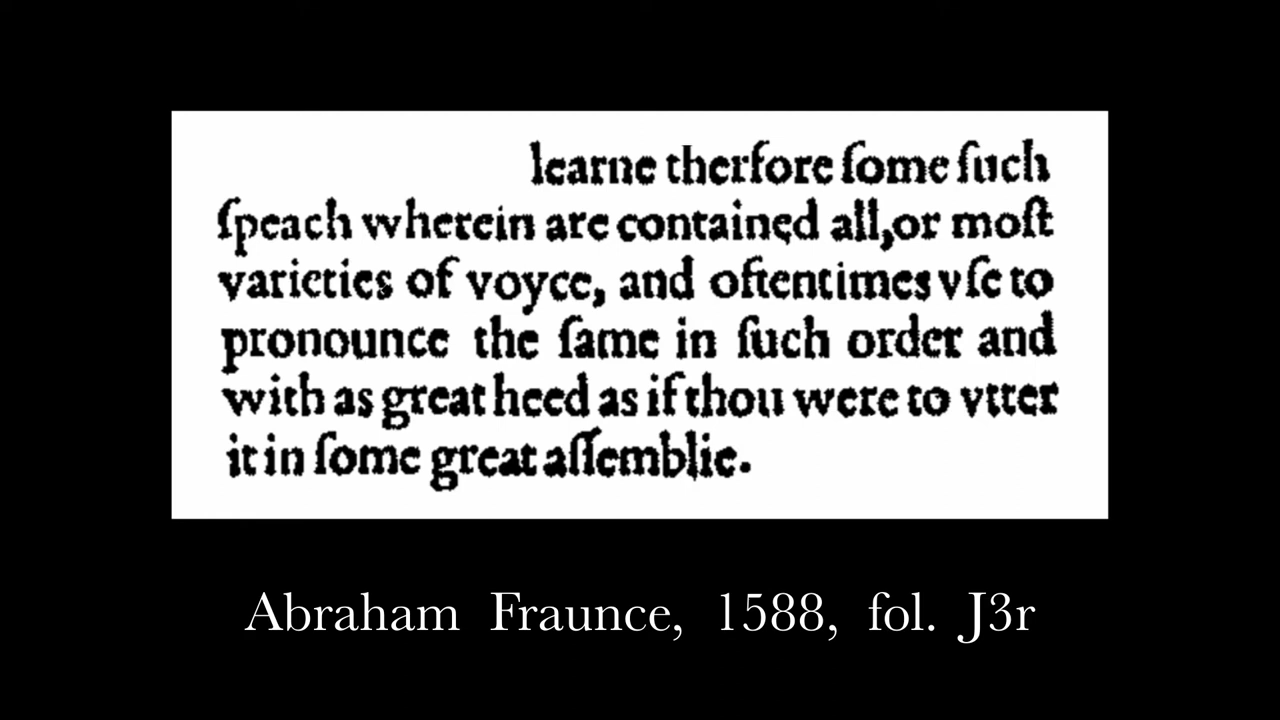 learne therfore ſome ſuch
ſpeach wherein are contained all,or moſt
varieties of voyce, and oftentimes vſe to
pronounce the ſame in ſuch order and
with as great heed as if thou were to vtter
it in ſome great aſſemblie.
Abraham Fraunce, 1588, fol. J3r